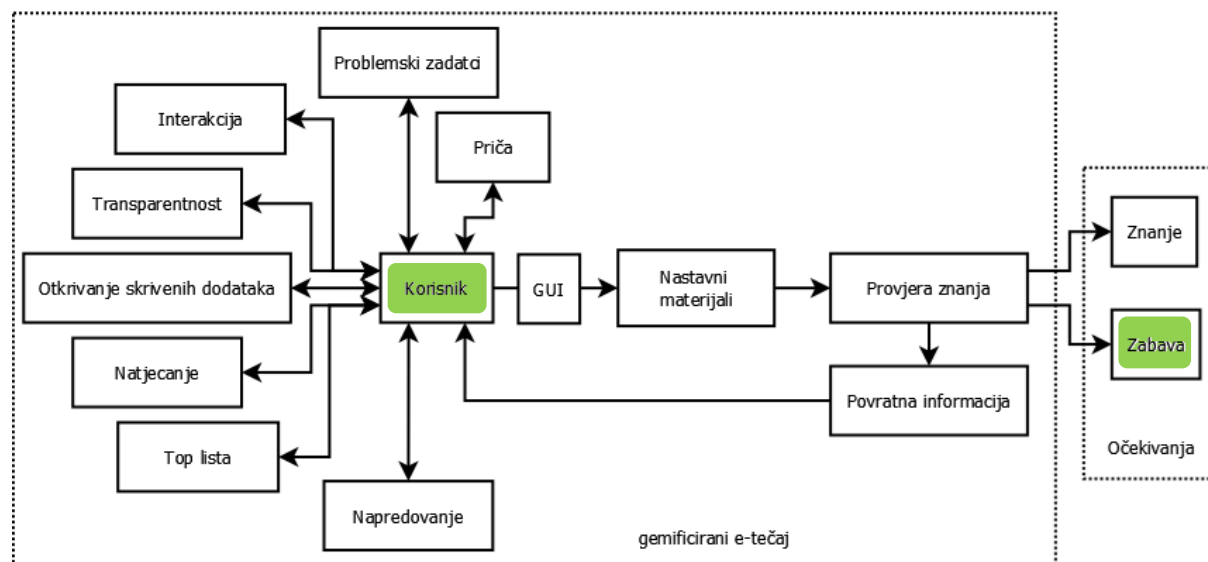 Problemski zadatci
Interakcija
Priča
Transparentnost
Otkrivanje skrivenih dodataka
Korisnik
GUI
Nastavni
materijali
Provjera znanja
Znanje
Zabava
Natjecanje
Povratna informacija
Top lista
Očekivanja
Napredovanje
gemificirani e-tečaj